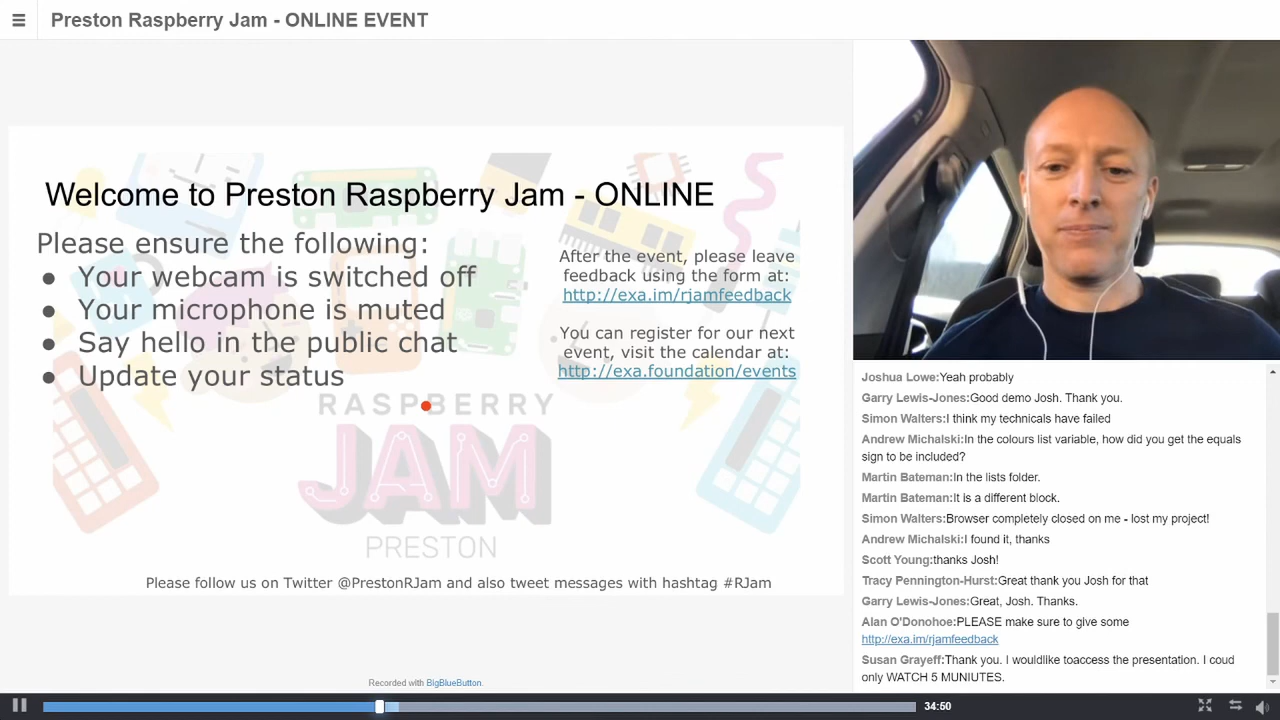 Preston Raspberry Jam - ONLINE EVENT
Welcome to Preston Raspberry Jam - ONLINE
Please ensure the following:
● Your webcam is switched off
● Your microphone is muted
● Say hello in the public chat
● Update your status
After the event, please leave
feedback using the form at:
http://exa.im/rjamfeedback
You can register for our next
event, visit the calendar at:
http://exa.foundation/events
RASPBERRY
JAM
PRESTON
Please follow us on Twitter @PrestonRJam and also tweet messages with hashtag #RJam
Recorded with BigBlueButton.
Joshua Lowe:Yeah probably
Garry Lewis-Jones:Good demo Josh. Thank you.
Simon Walters:I think my technicals have failed
Andrew Michalski:In the colours list variable, how did you get the equals
sign to be included?
Martin Bateman:In the lists folder.
Martin Bateman:It is a different block.
Simon Walters:Browser completely closed on me - lost my project!
Andrew Michalski:I found it, thanks
Scott Young:thanks Josh!
Tracy Pennington-Hurst:Great thank you Josh for that
Garry Lewis-Jones:Great, Josh. Thanks.
Alan O'Donohoe:PLEASE make sure to give some
http://exa.im/rjamfeedback
Susan Grayeff:Thank you. I wouldlike toaccess the presentation. I coud
only WATCH 5 MUNIUTES.
34:50